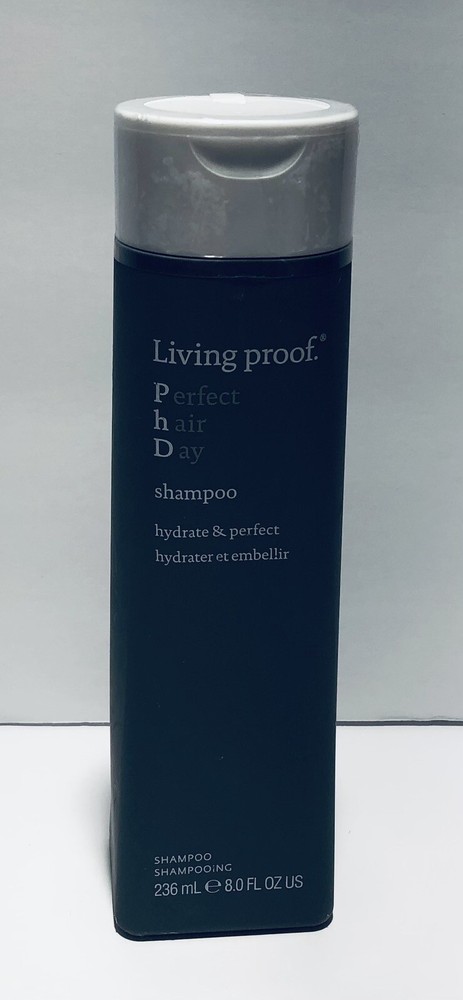 Living proof.®
Perfect
hair
Day
shampoo
hydrate & perfect
hydrater et embellir
SHAMPOO
SHAMPOOING
236 mL ℮ 8.0 FL OZ US